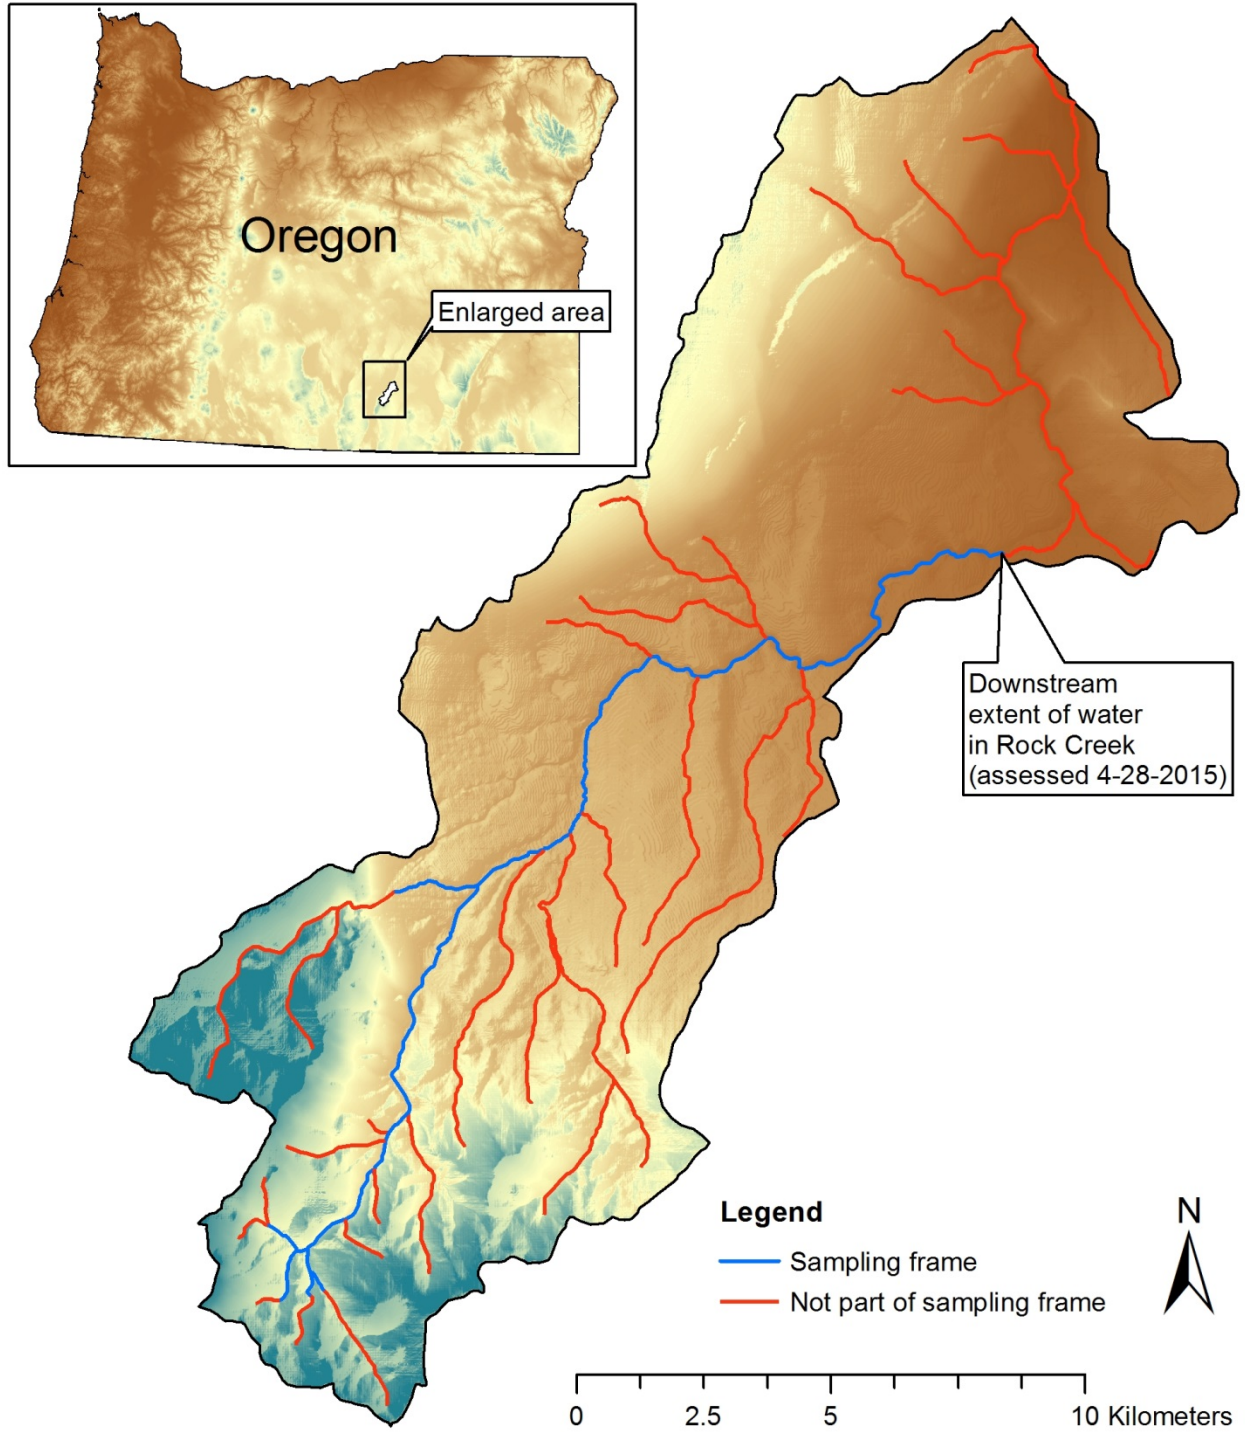 Oregon
Enlarged area
Downstream
extent of water
in Rock Creek
(assessed 4-28-2015)
Legend
Sampling frame
Not part of sampling frame
N
0 2.5 5 10 Kilometers